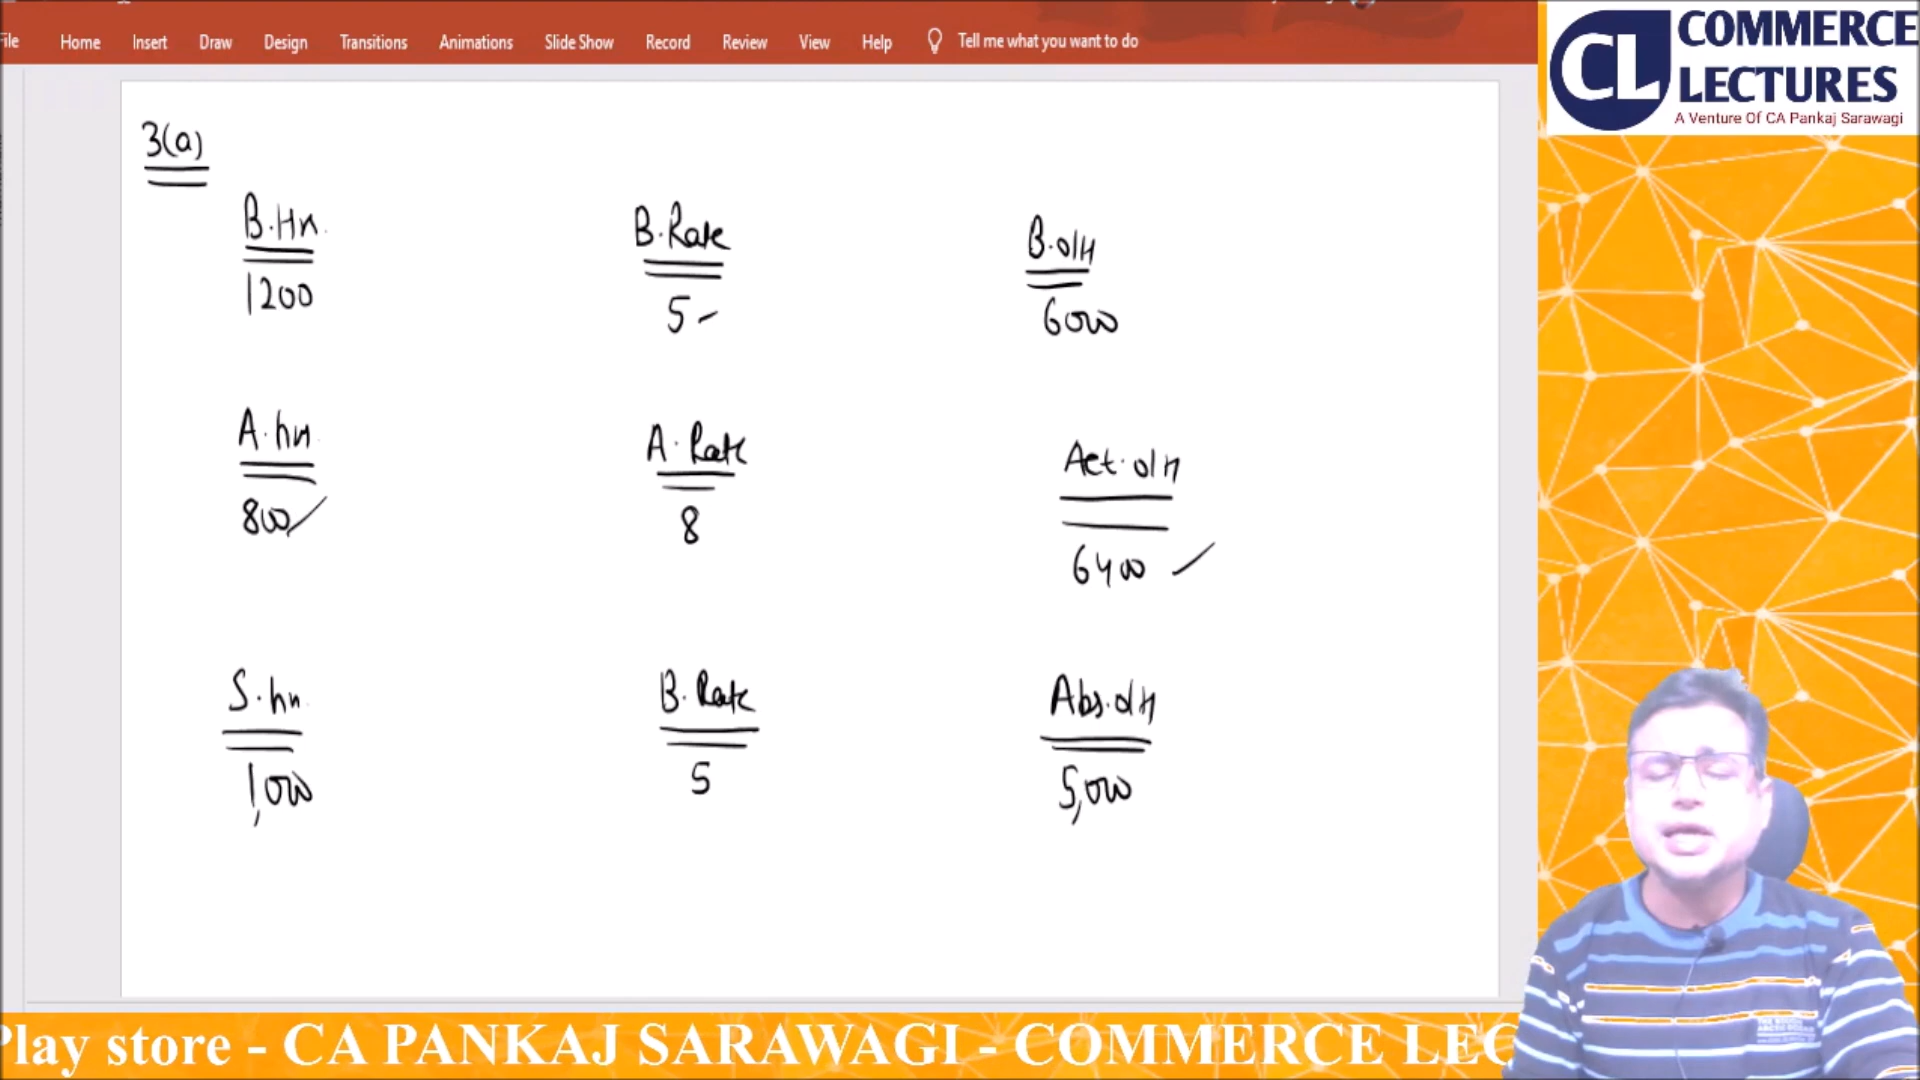 File Home Insert Draw Design Transitions Animations Slide Show Record Review View Help Tell me what you want to do
CL COMMERCE
LECTURES
A Venture Of CA Pankaj Sarawagi
3(a)
B.Hr. B.Rate B.o/H
1200 5 6000
A.hr. A.Rate Act.o/H
800 8 6400
S.hr. B.Rate Abs.o/H
1,000 5 5,000
Play store - CA PANKAJ SARAWAGI - COMMERCE LEC